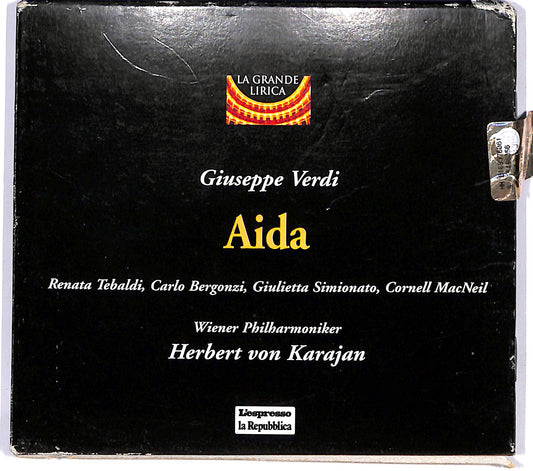 LA GRANDE
LIRICA
Giuseppe Verdi
Aida
Renata Tebaldi, Carlo Bergonzi, Giulietta Simionato, Cornell MacNeil
Wiener Philharmoniker
Herbert von Karajan
L'espresso
la Repubblica